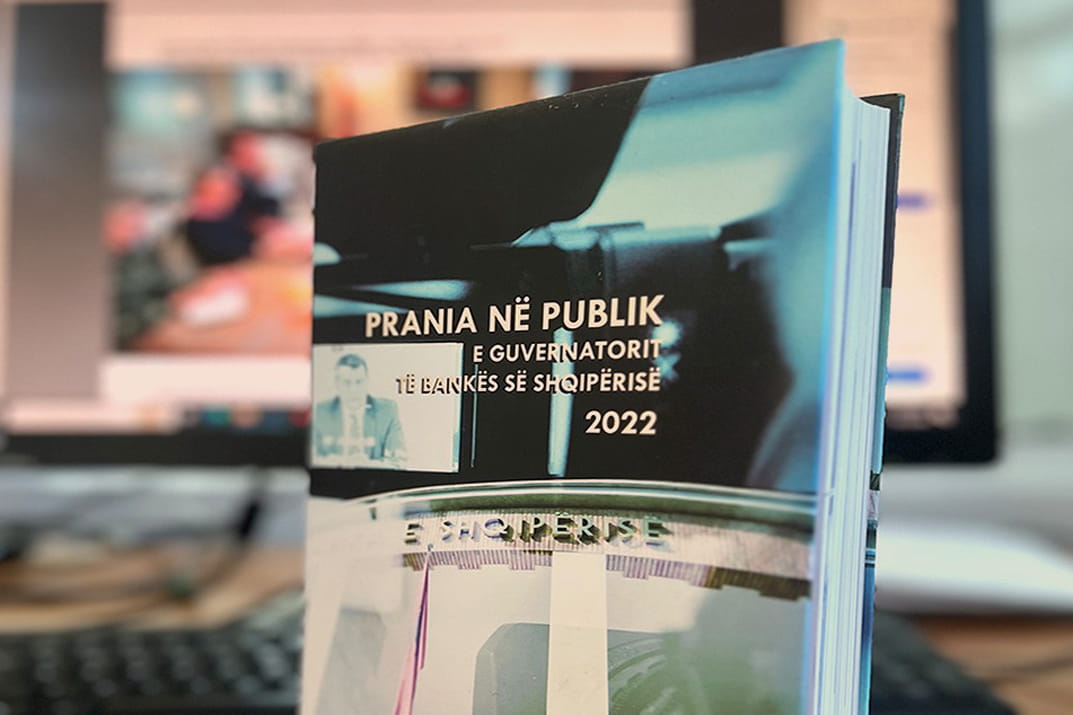 PRANIA NË PUBLIK
E GUVERNATORIT
TË BANKËS SË SHQIPËRISË
2022
E SHQIPËRISË